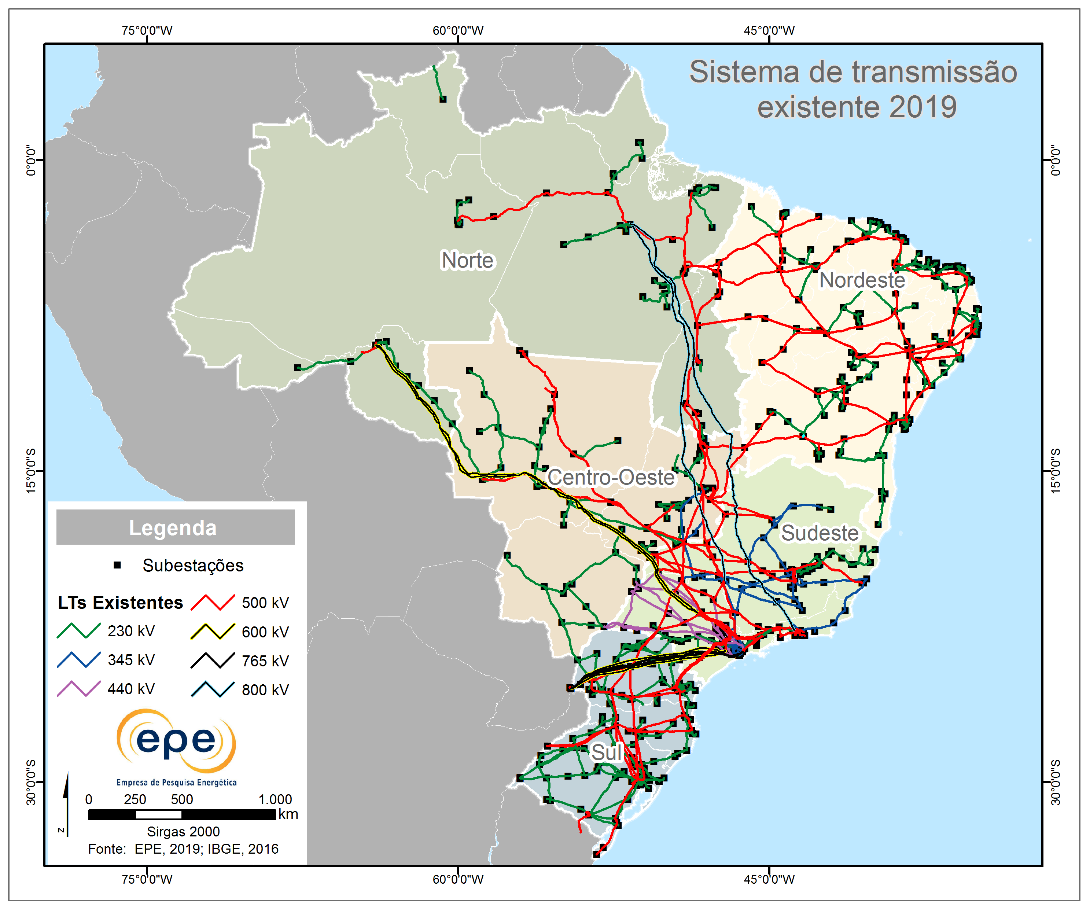 75°0'0"W
60°0'0"W
45°0'0"W
Sistema de transmissão
existente 2019
0°0'0"
0°0'0"
Norte
Nordeste
15°0'0"S
Centro-Oeste
15°0'0"S
Sudeste
Legenda
Subestações
LTs Existentes
500 kV
230 kV
600 kV
345 kV
765 kV
440 kV
800 kV
epe
Empresa de Pesquisa Energética
Sul
30°0'0"S
30°0'0"S
0 250 500 1.000
km
z
Sirgas 2000
Fonte: EPE, 2019; IBGE, 2016
75°0'0"W
60°0'0"W
45°0'0"W